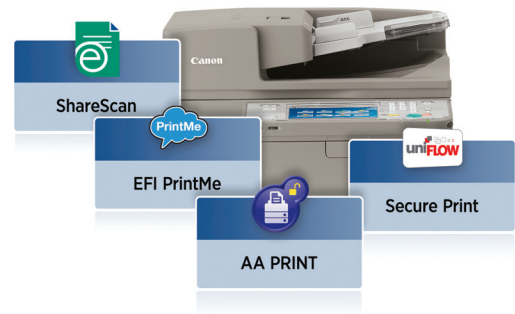 Canon
ShareScan
PrintMe
EFI PrintMe
uniFLOW
Secure Print
AA PRINT